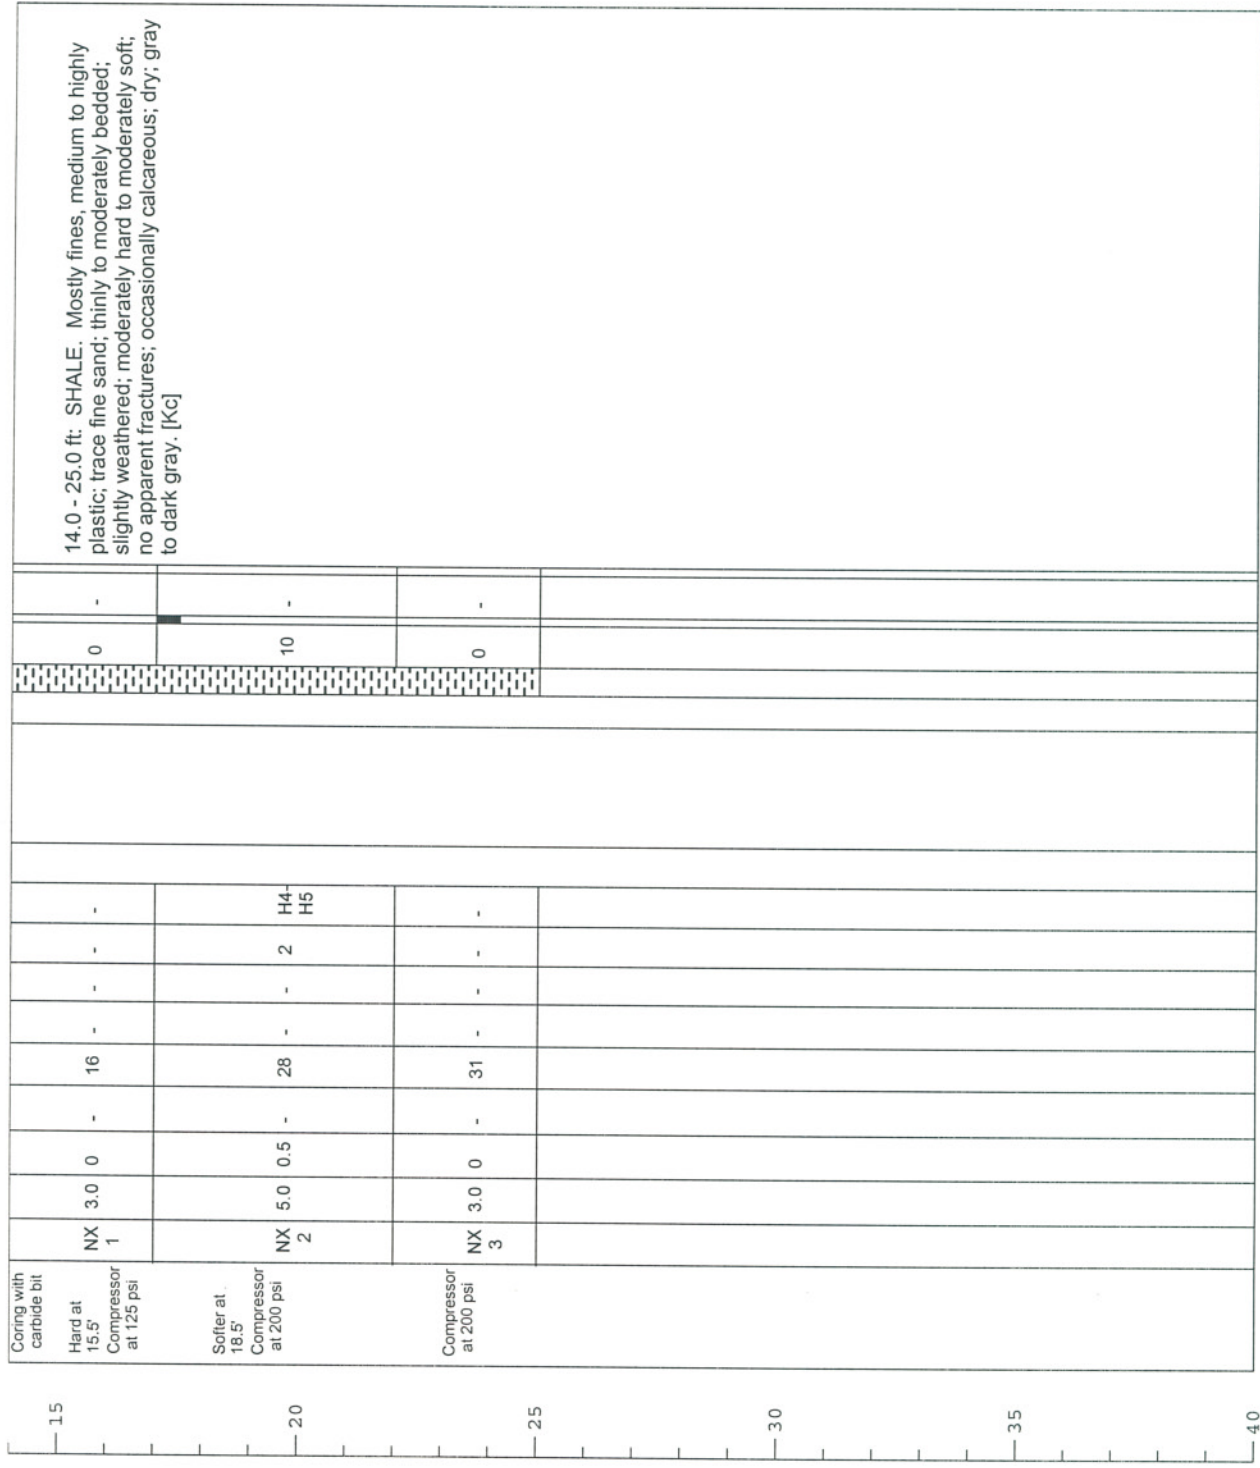 15
20
25
30
35
40
Coring with
carbide bit
Hard at
15.5'
Compressor
at 125 psi
Softer at
18.5'
Compressor
at 200 psi
Compressor
at 200 psi
NX
1
3.0
0
-
16
-
-
-
-
0
-
NX
2
5.0
0.5
-
28
-
-
2
H4-
H5
10
-
NX
3
3.0
0
-
31
-
-
-
-
0
-
14.0 - 25.0 ft: SHALE. Mostly fines, medium to highly
plastic; trace fine sand; thinly to moderately bedded;
slightly weathered; moderately hard to moderately soft;
no apparent fractures; occasionally calcareous; dry; gray
to dark gray. [Kc]